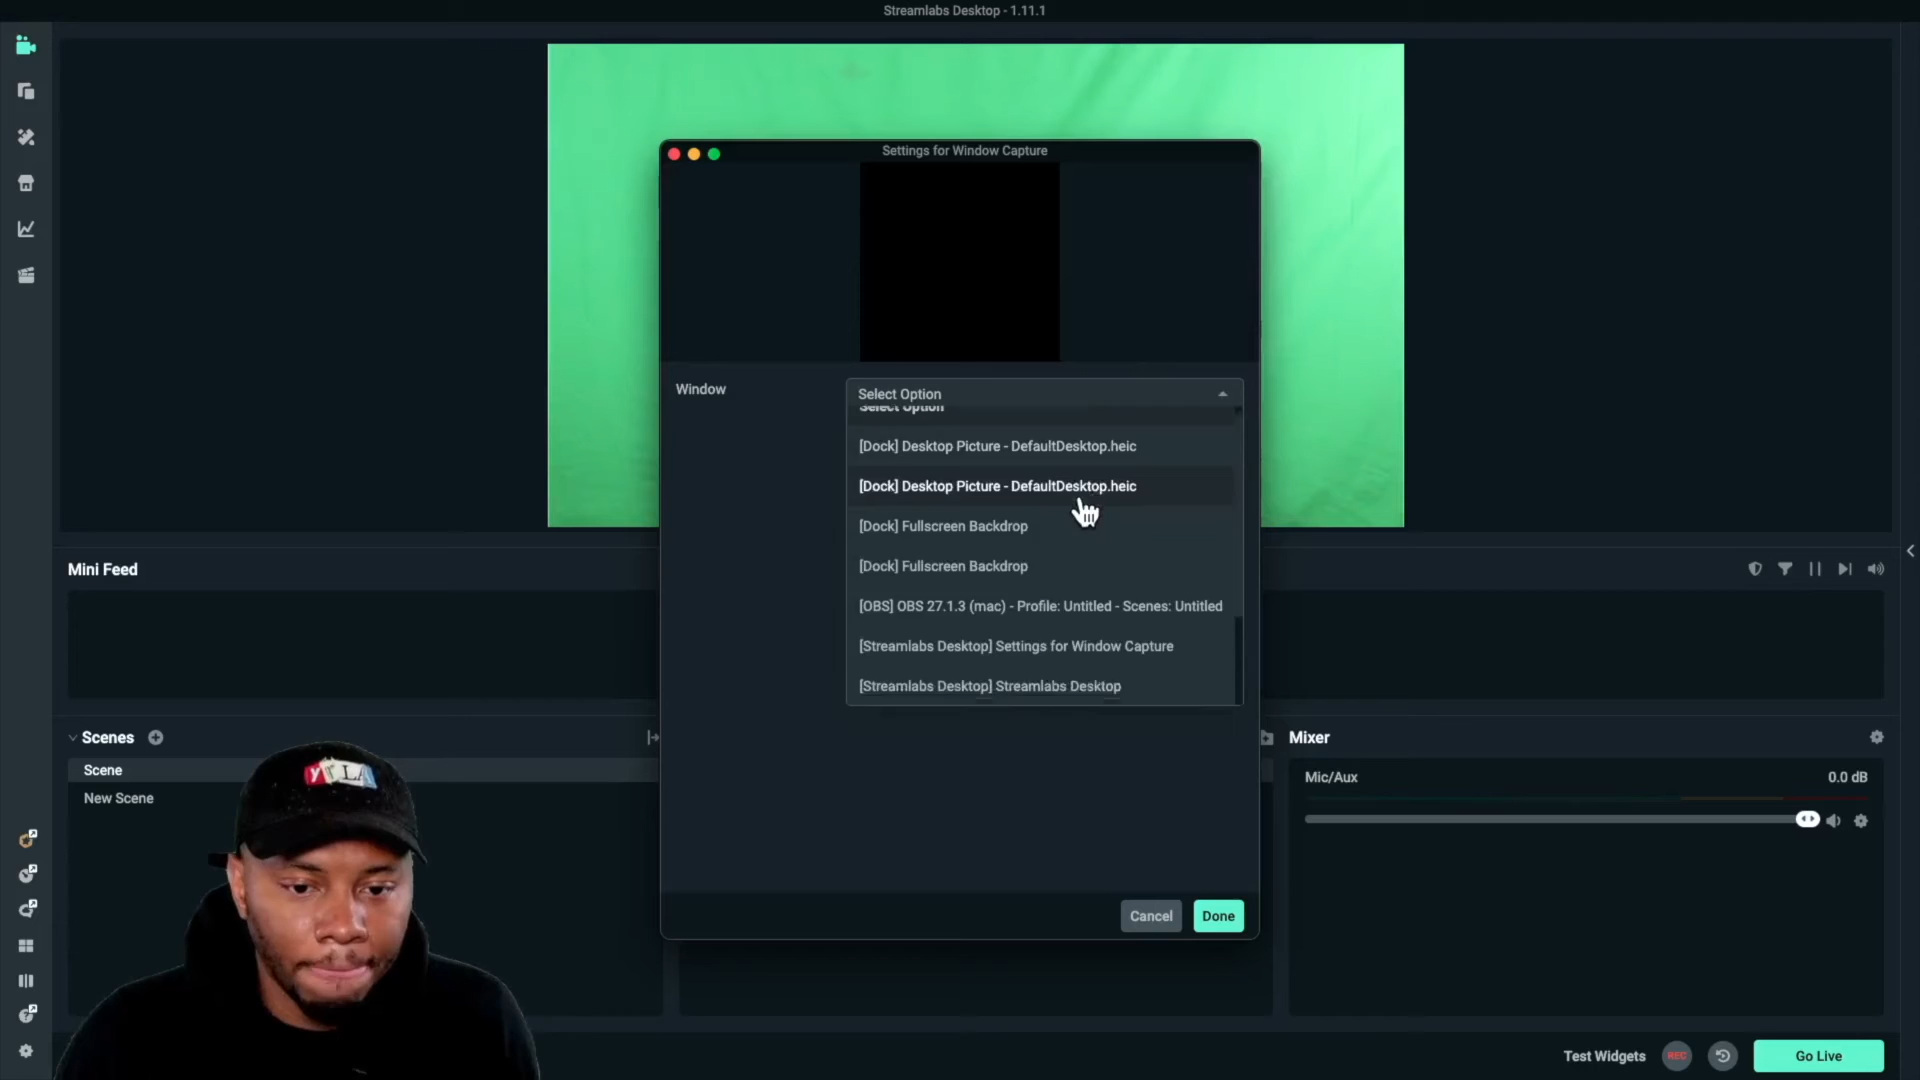 Streamlabs Desktop - 1.11.1
Settings for Window Capture
Window
Select Option
Select Option
[Dock] Desktop Picture - DefaultDesktop.heic
[Dock] Desktop Picture - DefaultDesktop.heic
[Dock] Fullscreen Backdrop
[Dock] Fullscreen Backdrop
[OBS] OBS 27.1.3 (mac) - Profile: Untitled - Scenes: Untitled
[Streamlabs Desktop] Settings for Window Capture
[Streamlabs Desktop] Streamlabs Desktop
Cancel
Done
Mini Feed
Scenes
Scene
New Scene
Mixer
Mic/Aux
0.0 dB
Test Widgets
REC
Go Live